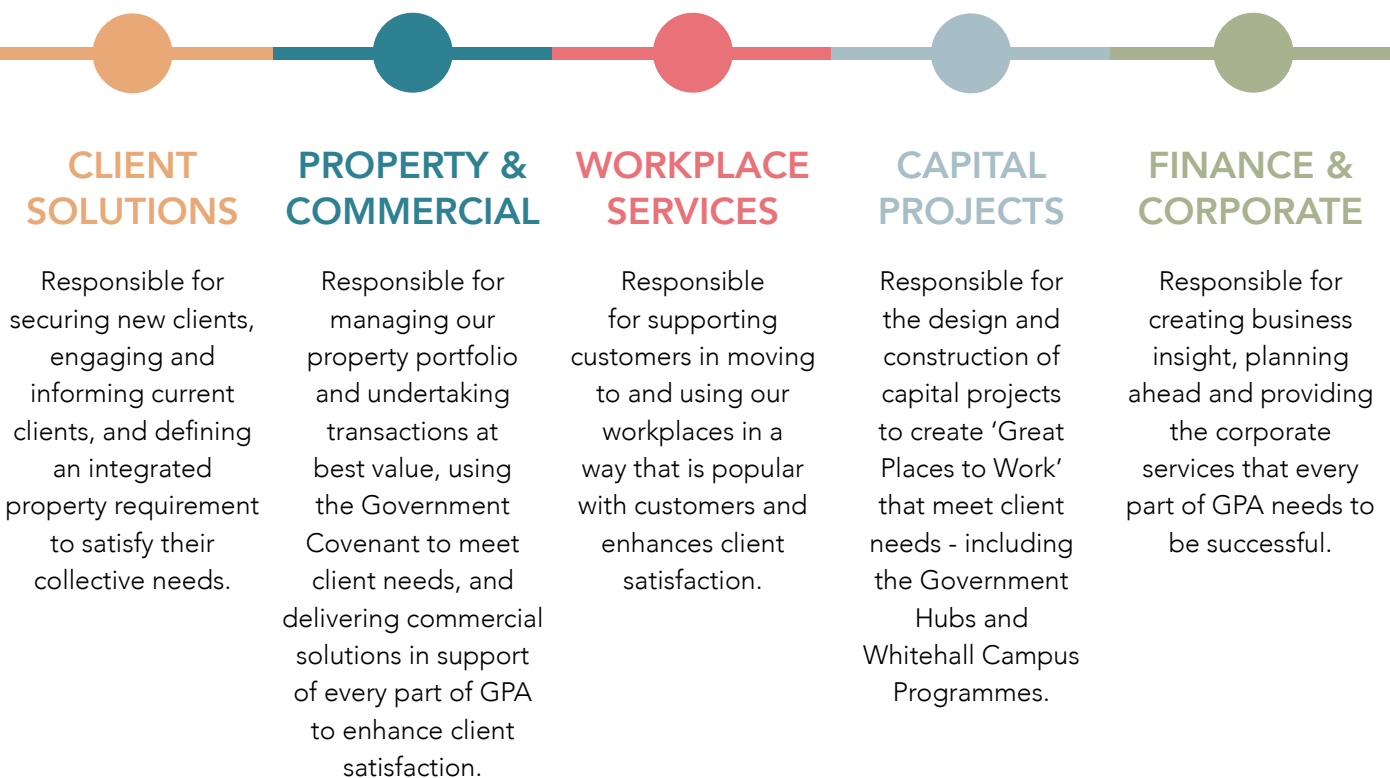 CLIENT
SOLUTIONS
Responsible for
securing new clients,
engaging and
informing current
clients, and defining
an integrated
property requirement
to satisfy their
collective needs.
PROPERTY &
COMMERCIAL
Responsible for
managing our
property portfolio
and undertaking
transactions at
best value, using
the Government
Covenant to meet
client needs, and
delivering commercial
solutions in support
of every part of GPA
to enhance client
satisfaction.
WORKPLACE
SERVICES
Responsible
for supporting
customers in moving
to and using our
workplaces in a
way that is popular
with customers and
enhances client
satisfaction.
CAPITAL
PROJECTS
Responsible for
the design and
construction of
capital projects
to create ‘Great
Places to Work’
that meet client
needs - including
the Government
Hubs and
Whitehall Campus
Programmes.
FINANCE &
CORPORATE
Responsible for
creating business
insight, planning
ahead and providing
the corporate
services that every
part of GPA needs to
be successful.